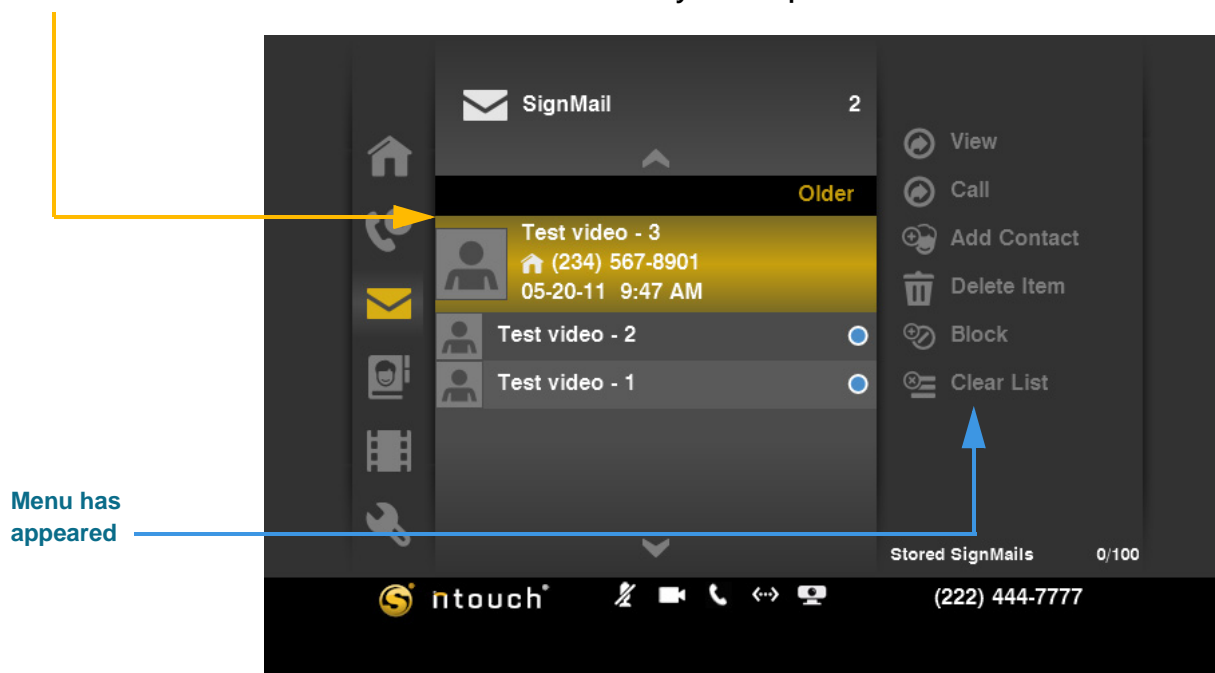 SignMail 2
Older
Test video - 3
(234) 567-8901
05-20-11 9:47 AM
Test video - 2
Test video - 1
View
Call
Add Contact
Delete Item
Block
Clear List
Menu has
appeared
Stored SignMails 0/100
ntouch® (222) 444-7777